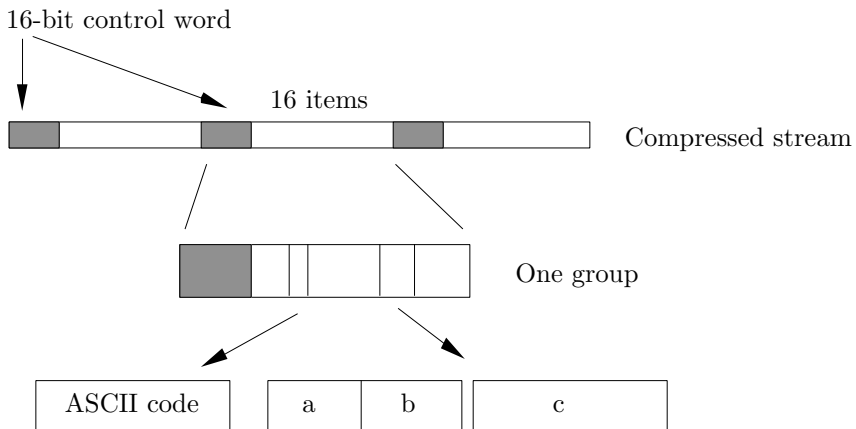 16-bit control word
16 items
Compressed stream
One group
ASCII code
a
b
c